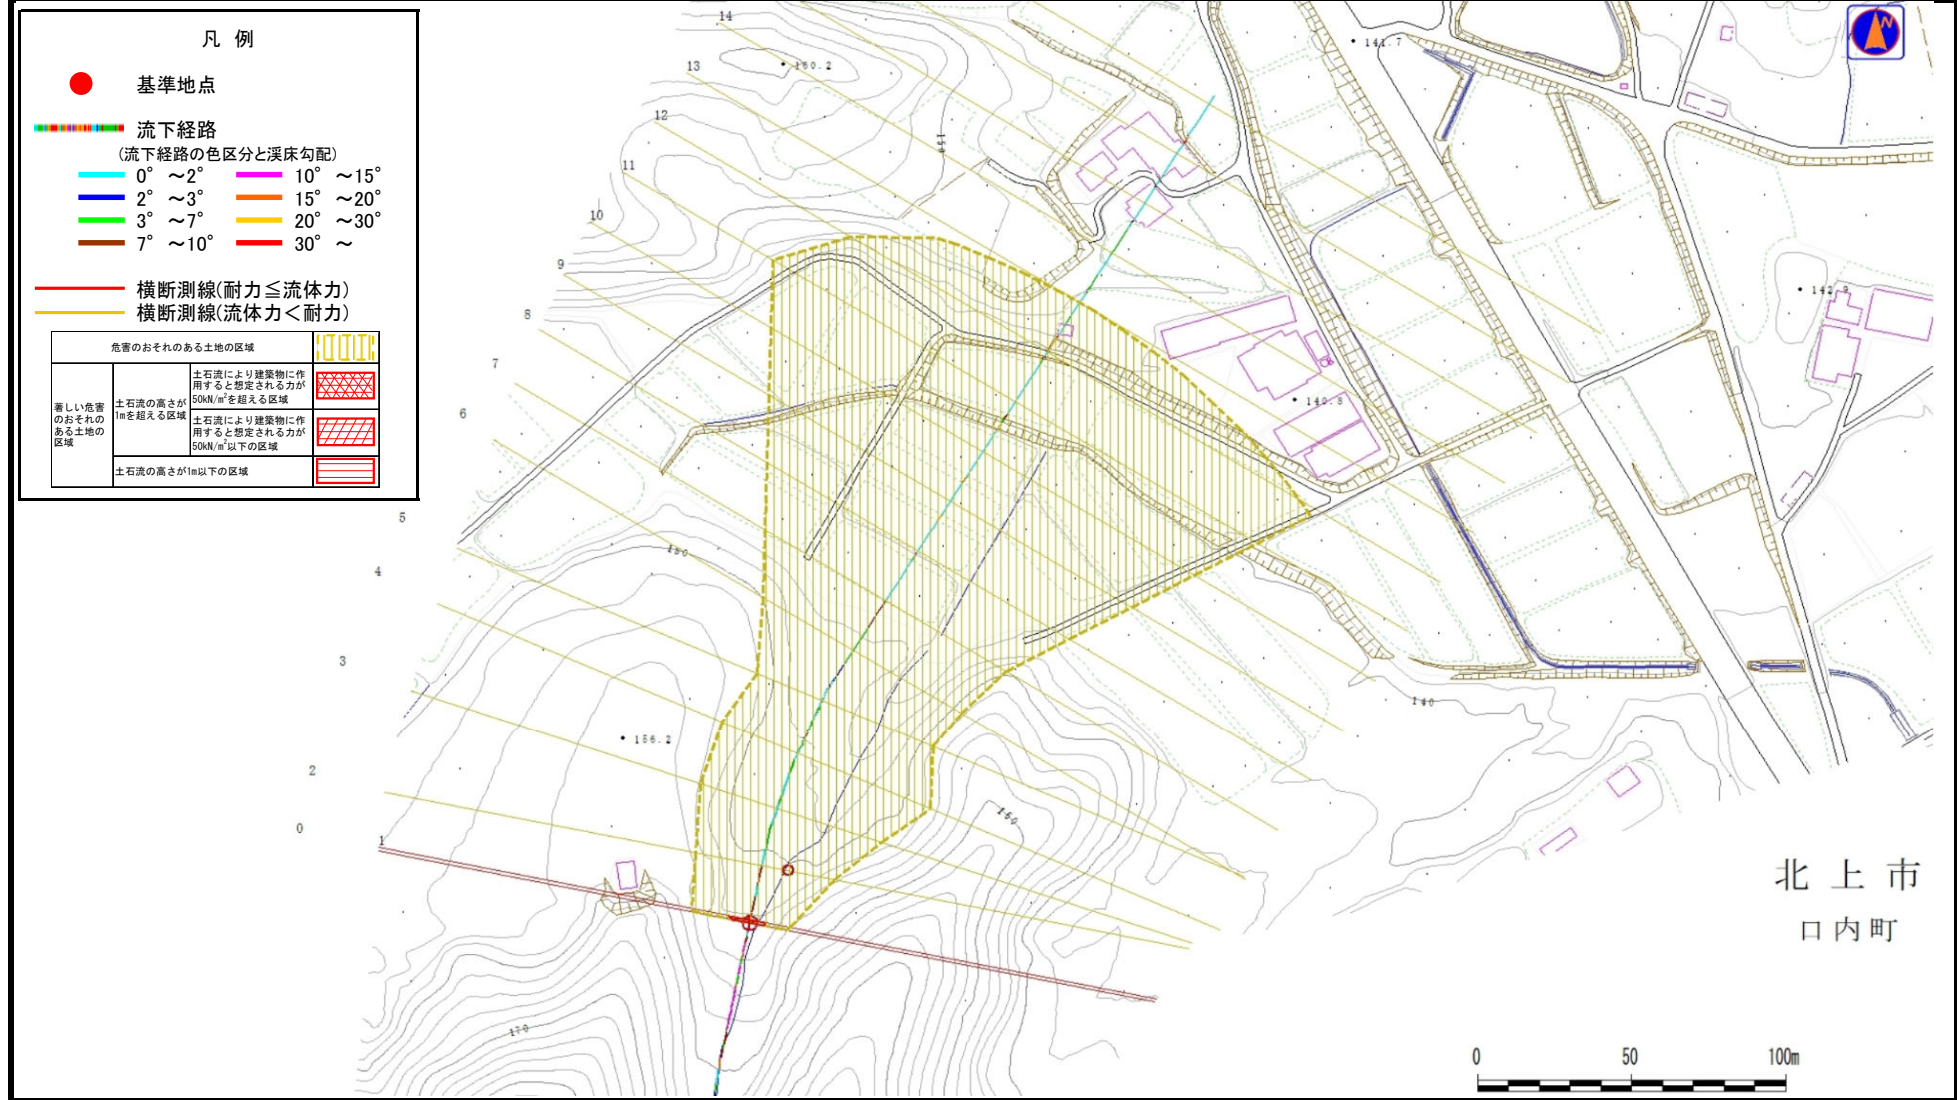 凡 例
基準地点
流下経路
(流下経路の色区分と渓床勾配)
0° ～2°
10° ～15°
2° ～3°
15° ～20°
3° ～7°
20° ～30°
7° ～10°
30° ～
横断測線(耐力≦流体力)
横断測線(流体力＜耐力)
危害のおそれのある土地の区域
著しい危害
のおそれの
ある土地の
区域
土石流の高さが
1mを超える区域
土石流により建築物に作
用すると想定される力が
50kN/m²を超える区域
土石流により建築物に作
用すると想定される力が
50kN/m²以下の区域
土石流の高さが1m以下の区域
N
14
13
12
11
10
9
8
7
6
5
4
3
2
0
1
160.2
141.7
150
142.9
140.8
150
156.2
140
160
170
北 上 市
口内町
0
50
100m